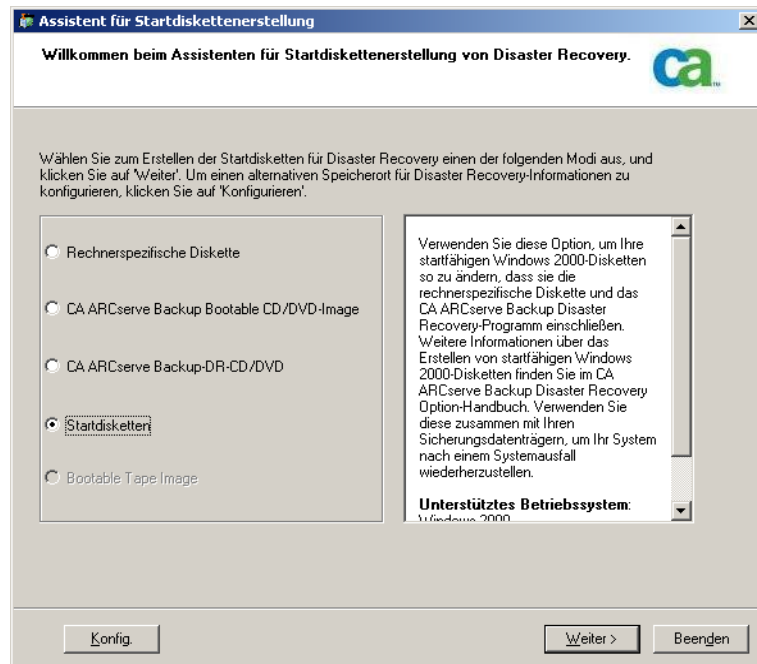 Assistent für Startdiskettenerstellung
Willkommen beim Assistenten für Startdiskettenerstellung von Disaster Recovery.
ca
Wählen Sie zum Erstellen der Startdisketten für Disaster Recovery einen der folgenden Modi aus, und
klicken Sie auf 'Weiter'. Um einen alternativen Speicherort für Disaster Recovery-Informationen zu
konfigurieren, klicken Sie auf 'Konfigurieren'.
Rechnerspezifische Diskette
CA ARCserve Backup Bootable CD/DVD-Image
CA ARCserve Backup-DR-CD/DVD
Startdisketten
Bootable Tape Image
Verwenden Sie diese Option, um Ihre
startfähigen Windows 2000-Disketten
so zu ändern, dass sie die
rechnerspezifische Diskette und das
CA ARCserve Backup Disaster
Recovery-Programm einschließen.
Weitere Informationen über das
Erstellen von startfähigen Windows
2000-Disketten finden Sie im CA
ARCserve Backup Disaster Recovery
Option-Handbuch. Verwenden Sie
diese zusammen mit Ihren
Sicherungsdatenträgern, um Ihr System
nach einem Systemausfall
wiederherzustellen.
Unterstütztes Betriebssystem:
Windows 2000
Konfig.
Weiter >
Beenden